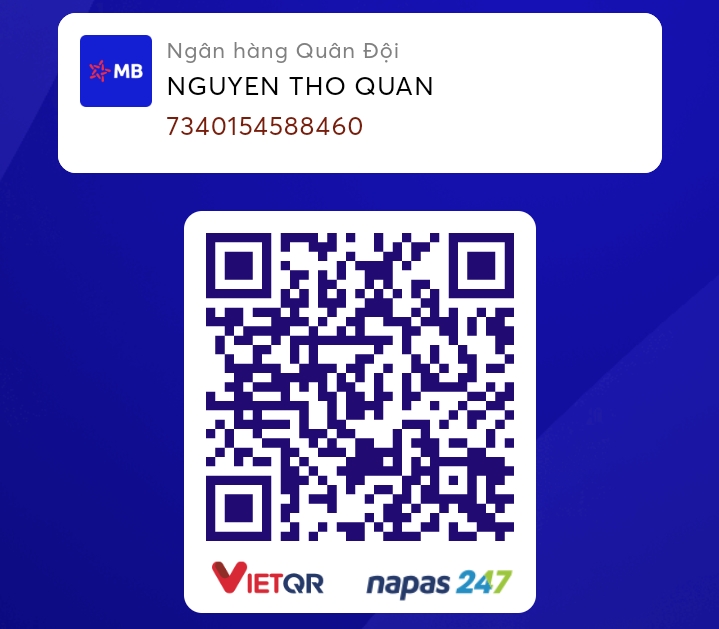 MB
Ngân hàng Quân Đội
NGUYEN THO QUAN
7340154588460
VIETQR
napas 247